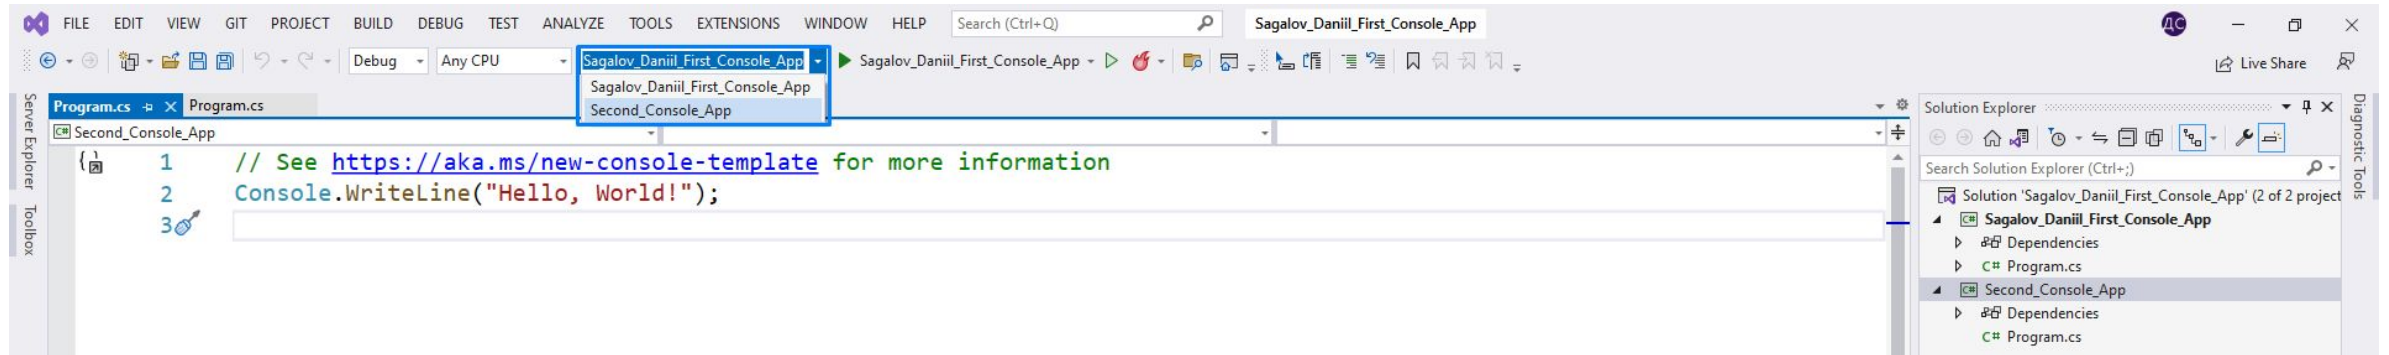 FILE EDIT VIEW GIT PROJECT BUILD DEBUG TEST ANALYZE TOOLS EXTENSIONS WINDOW HELP Search (Ctrl+Q) Sagalov_Daniil_First_Console_App ДС
Debug Any CPU Sagalov_Daniil_First_Console_App Sagalov_Daniil_First_Console_App Live Share
Sagalov_Daniil_First_Console_App
Second_Console_App
Server Explorer
Toolbox
Program.cs Program.cs
C# Second_Console_App
1 // See https://aka.ms/new-console-template for more information
2 Console.WriteLine("Hello, World!");
3
Solution Explorer
Search Solution Explorer (Ctrl+;)
Solution 'Sagalov_Daniil_First_Console_App' (2 of 2 project
C# Sagalov_Daniil_First_Console_App
Dependencies
C# Program.cs
C# Second_Console_App
Dependencies
C# Program.cs
Diagnostic Tools